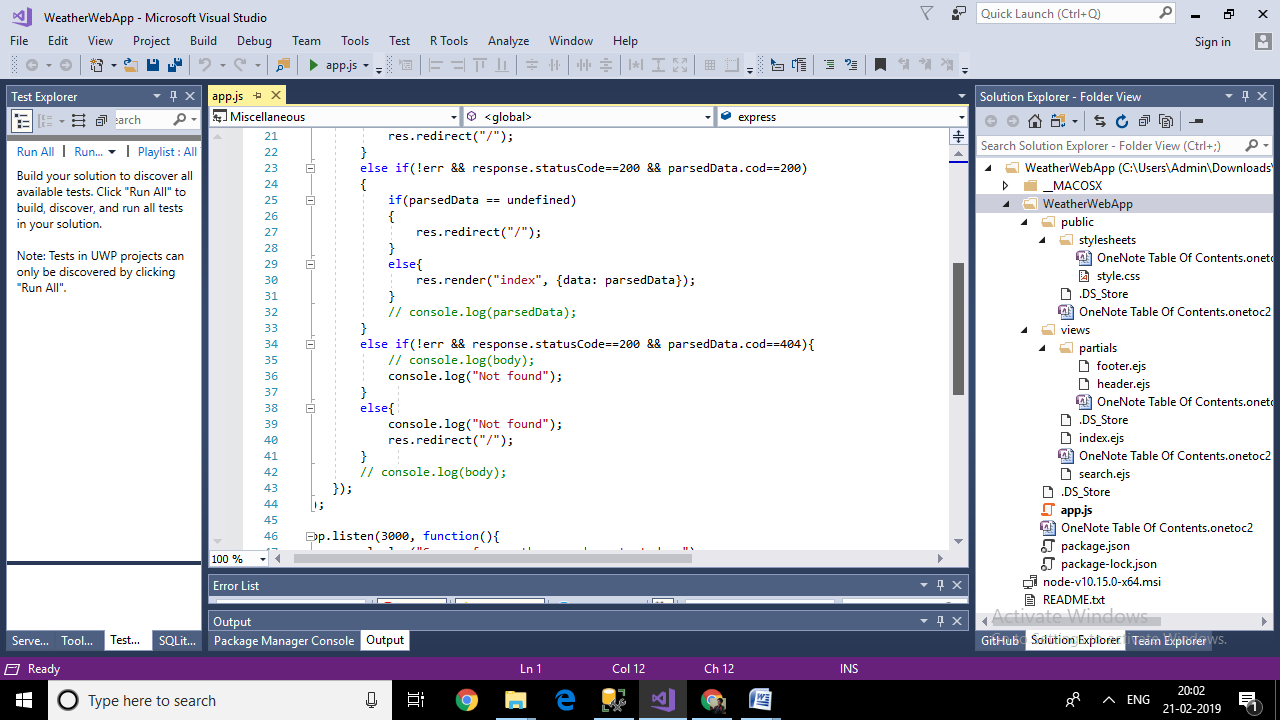 WeatherWebApp - Microsoft Visual Studio
Quick Launch (Ctrl+Q)
File Edit View Project Build Debug Team Tools Test R Tools Analyze Window Help
Sign in
app.js
Test Explorer
earch
Run All | Run... | Playlist : All
Build your solution to discover all
available tests. Click "Run All" to
build, discover, and run all tests
in your solution.
Note: Tests in UWP projects can
only be discovered by clicking
"Run All".
Serve... Tool... Test... SQLit...
app.js
Miscellaneous <global> express
21 res.redirect("/");
22 }
23 else if(!err && response.statusCode==200 && parsedData.cod==200)
24 {
25 if(parsedData == undefined)
26 {
27 res.redirect("/");
28 }
29 else{
30 res.render("index", {data: parsedData});
31 }
32 // console.log(parsedData);
33 }
34 else if(!err && response.statusCode==200 && parsedData.cod==404){
35 // console.log(body);
36 console.log("Not found");
37 }
38 else{
39 console.log("Not found");
40 res.redirect("/");
41 }
42 // console.log(body);
43 });
44 );
45
46 pp.listen(3000, function(){
100 %
Error List
Output
Package Manager Console Output
Solution Explorer - Folder View
Search Solution Explorer - Folder View (Ctrl+;)
WeatherWebApp (C:\Users\Admin\Downloads\
__MACOSX
WeatherWebApp
public
stylesheets
OneNote Table Of Contents.onetoc
style.css
.DS_Store
OneNote Table Of Contents.onetoc2
views
partials
footer.ejs
header.ejs
OneNote Table Of Contents.onetoc
.DS_Store
index.ejs
OneNote Table Of Contents.onetoc2
search.ejs
.DS_Store
app.js
OneNote Table Of Contents.onetoc2
package.json
package-lock.json
node-v10.15.0-x64.msi
README.txt
Activate Windows
Go to Settings to activate Windows.
GitHub Solution Explorer Team Explorer
Ready Ln 1 Col 12 Ch 12 INS
Type here to search
ENG
20:02
21-02-2019
1